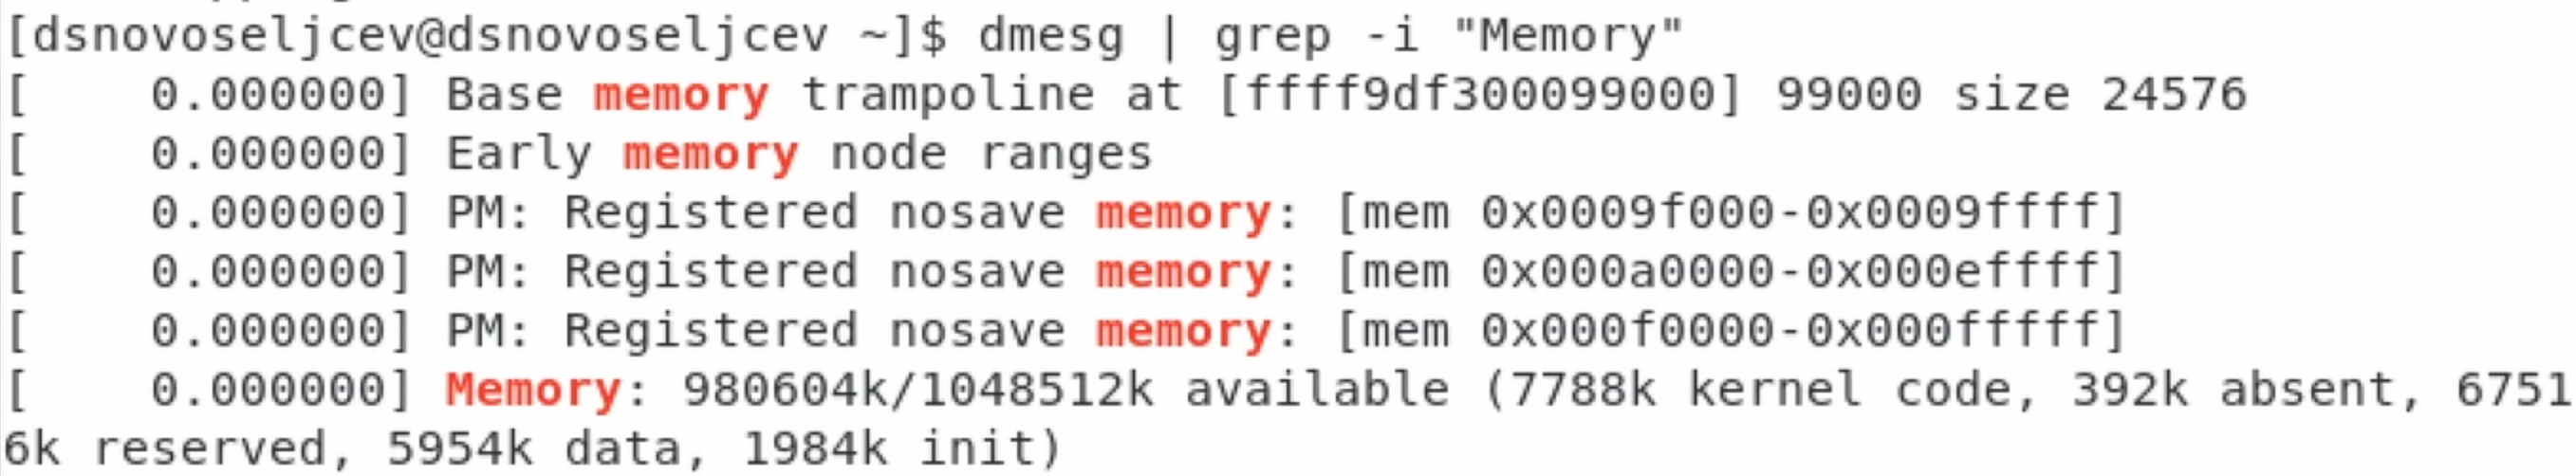 [dsnovoseljcev@dsnovoseljcev ~]$ dmesg | grep -i "Memory"
[    0.000000] Base memory trampoline at [ffff9df300099000] 99000 size 24576
[    0.000000] Early memory node ranges
[    0.000000] PM: Registered nosave memory: [mem 0x0009f000-0x0009ffff]
[    0.000000] PM: Registered nosave memory: [mem 0x000a0000-0x000effff]
[    0.000000] PM: Registered nosave memory: [mem 0x000f0000-0x000fffff]
[    0.000000] Memory: 980604k/1048512k available (7788k kernel code, 392k absent, 6751
6k reserved, 5954k data, 1984k init)